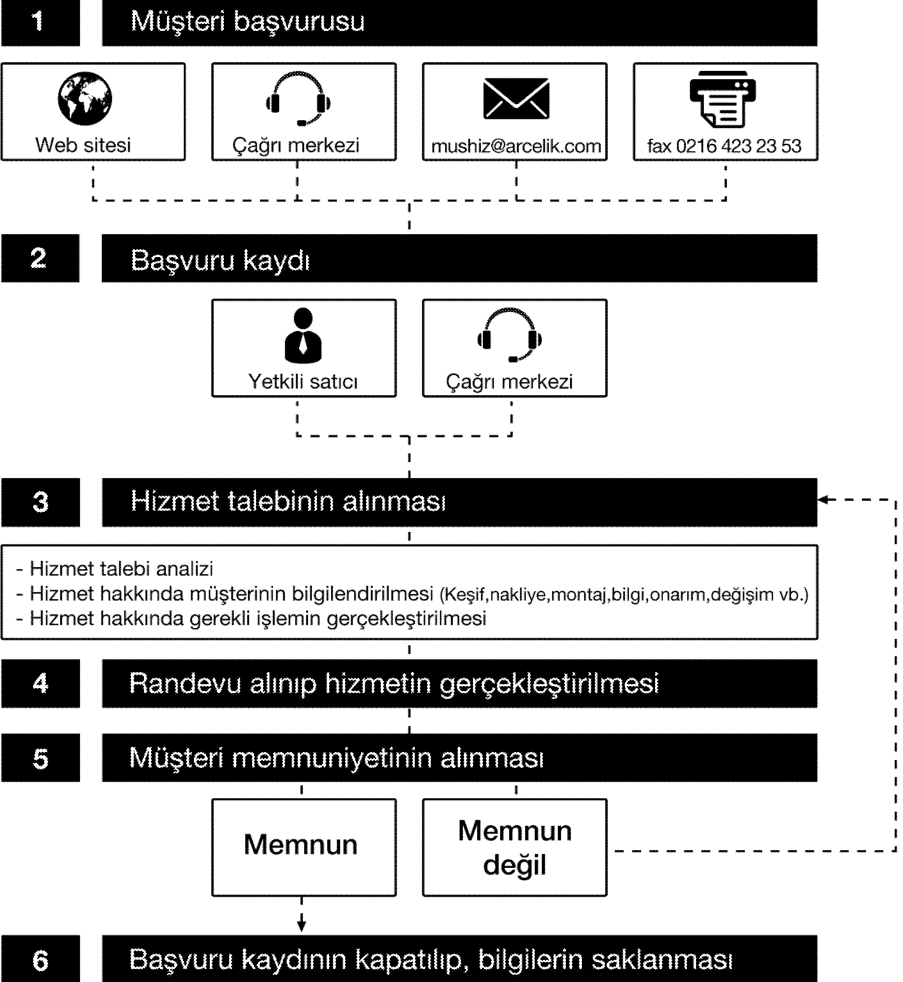 1 Müşteri başvurusu
Web sitesi
Çağrı merkezi
mushiz@arcelik.com
fax 0216 423 23 53
2 Başvuru kaydı
Yetkili satıcı
Çağrı merkezi
3 Hizmet talebinin alınması
- Hizmet talebi analizi
- Hizmet hakkında müşterinin bilgilendirilmesi (Keşif,nakliye,montaj,bilgi,onarım,değişim vb.)
- Hizmet hakkında gerekli işlemin gerçekleştirilmesi
4 Randevu alınıp hizmetin gerçekleştirilmesi
5 Müşteri memnuniyetinin alınması
Memnun
Memnun
değil
6 Başvuru kaydının kapatılıp, bilgilerin saklanması